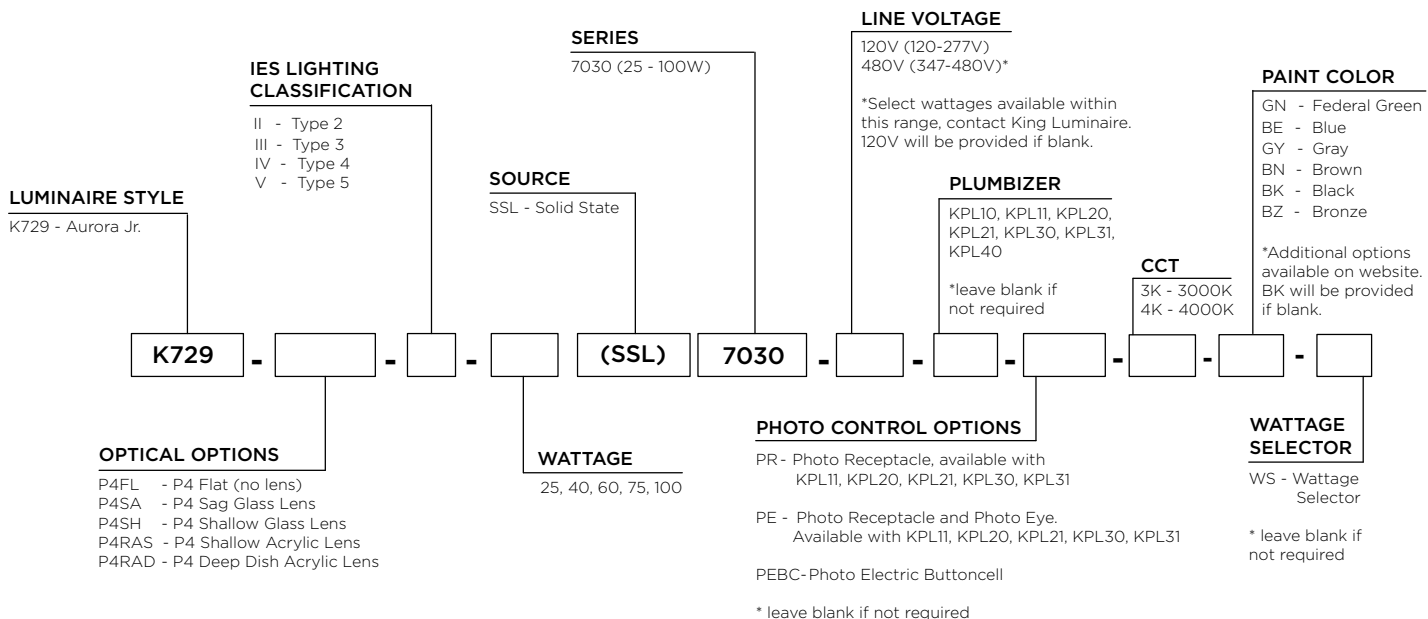 LUMINAIRE STYLE
K729 - Aurora Jr.
IES LIGHTING
CLASSIFICATION
II - Type 2
III - Type 3
IV - Type 4
V - Type 5
SOURCE
SSL - Solid State
SERIES
7030 (25 - 100W)
LINE VOLTAGE
120V (120-277V)
480V (347-480V)*
*Select wattages available within
this range, contact King Luminaire.
120V will be provided if blank.
PLUMBIZER
KPL10, KPL11, KPL20,
KPL21, KPL30, KPL31,
KPL40
*leave blank if
not required
CCT
3K - 3000K
4K - 4000K
PAINT COLOR
GN - Federal Green
BE - Blue
GY - Gray
BN - Brown
BK - Black
BZ - Bronze
*Additional options
available on website.
BK will be provided
if blank.
K729 - - - (SSL) 7030 - - - - - -
OPTICAL OPTIONS
P4FL - P4 Flat (no lens)
P4SA - P4 Sag Glass Lens
P4SH - P4 Shallow Glass Lens
P4RAS - P4 Shallow Acrylic Lens
P4RAD - P4 Deep Dish Acrylic Lens
WATTAGE
25, 40, 60, 75, 100
PHOTO CONTROL OPTIONS
PR - Photo Receptacle, available with
KPL11, KPL20, KPL21, KPL30, KPL31
PE - Photo Receptacle and Photo Eye.
Available with KPL11, KPL20, KPL21, KPL30, KPL31
PEBC-Photo Electric Buttoncell
* leave blank if not required
WATTAGE
SELECTOR
WS - Wattage
Selector
* leave blank if
not required